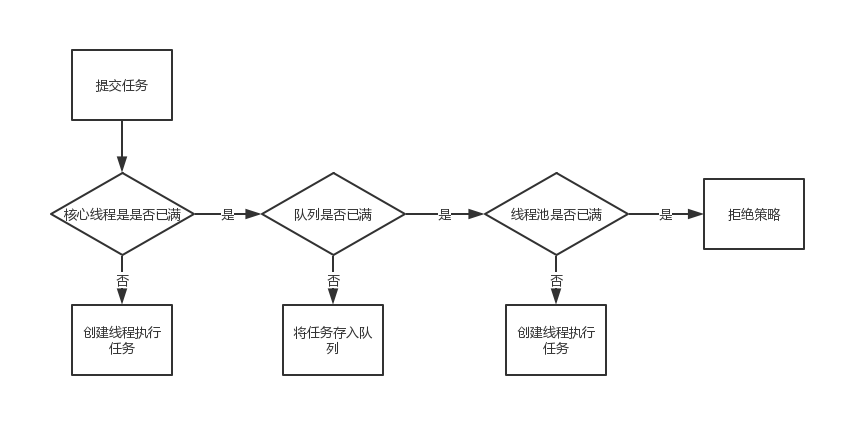 提交任务
核心线程是是否已满
是
队列是否已满
是
线程池是否已满
是
拒绝策略
否
否
否
创建线程执行
任务
将任务存入队
列
创建线程执行
任务